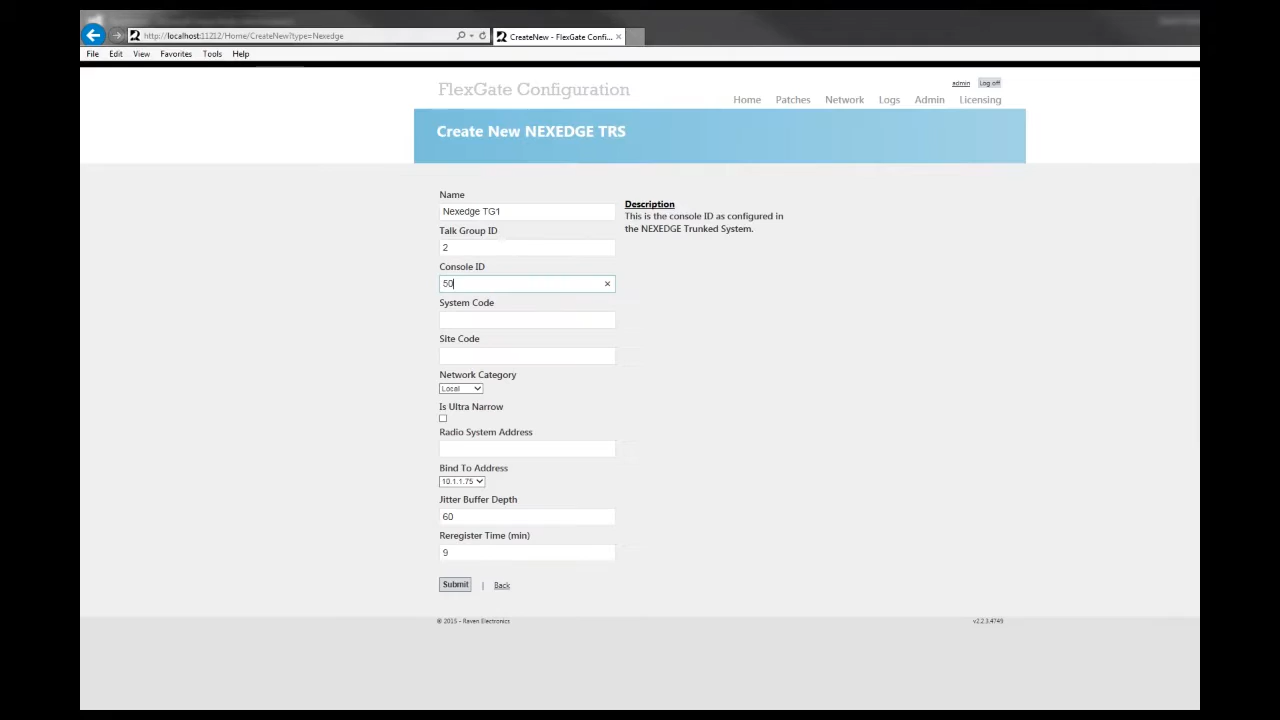 http://localhost:11212/Home/CreateNew?type=Nexedge
CreateNew - FlexGate Confi...
File Edit View Favorites Tools Help
admin Log off
FlexGate Configuration
Home Patches Network Logs Admin Licensing
Create New NEXEDGE TRS
Name
Nexedge TG1
Talk Group ID
2
Console ID
50
System Code
Site Code
Network Category
Local
Is Ultra Narrow
Radio System Address
Bind To Address
10.1.1.75
Jitter Buffer Depth
60
Reregister Time (min)
9
Submit | Back
Description
This is the console ID as configured in
the NEXEDGE Trunked System.
© 2015 - Raven Electronics
v2.2.3.4749